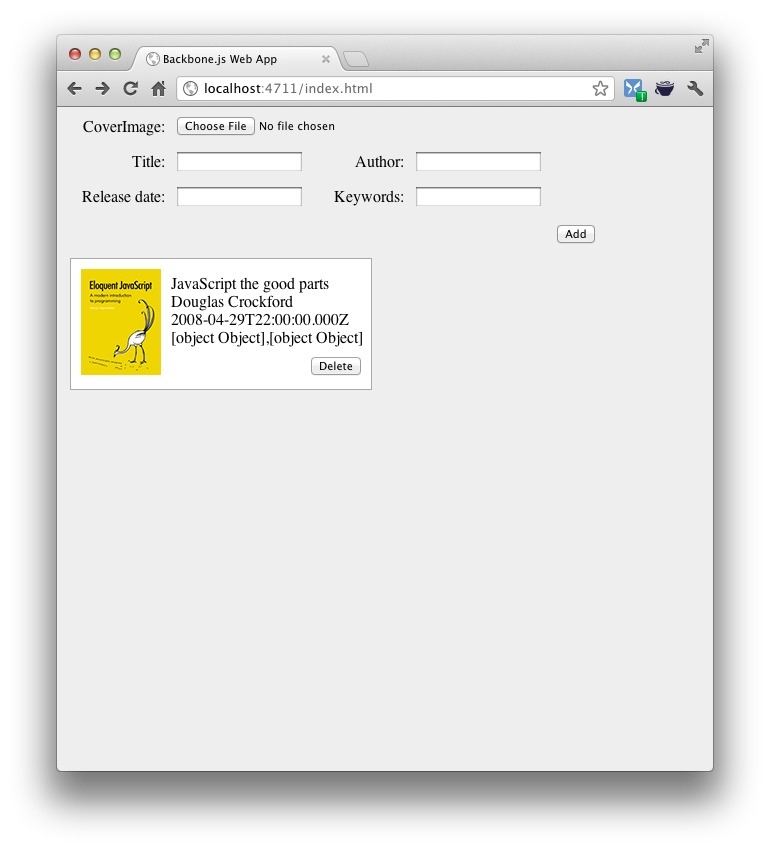 Backbone.js Web App
localhost:4711/index.html
CoverImage: Choose File No file chosen
Title: Author:
Release date: Keywords:
Add
Eloquent JavaScript
A modern introduction
to programming
JavaScript the good parts
Douglas Crockford
2008-04-29T22:00:00.000Z
[object Object],[object Object]
Delete